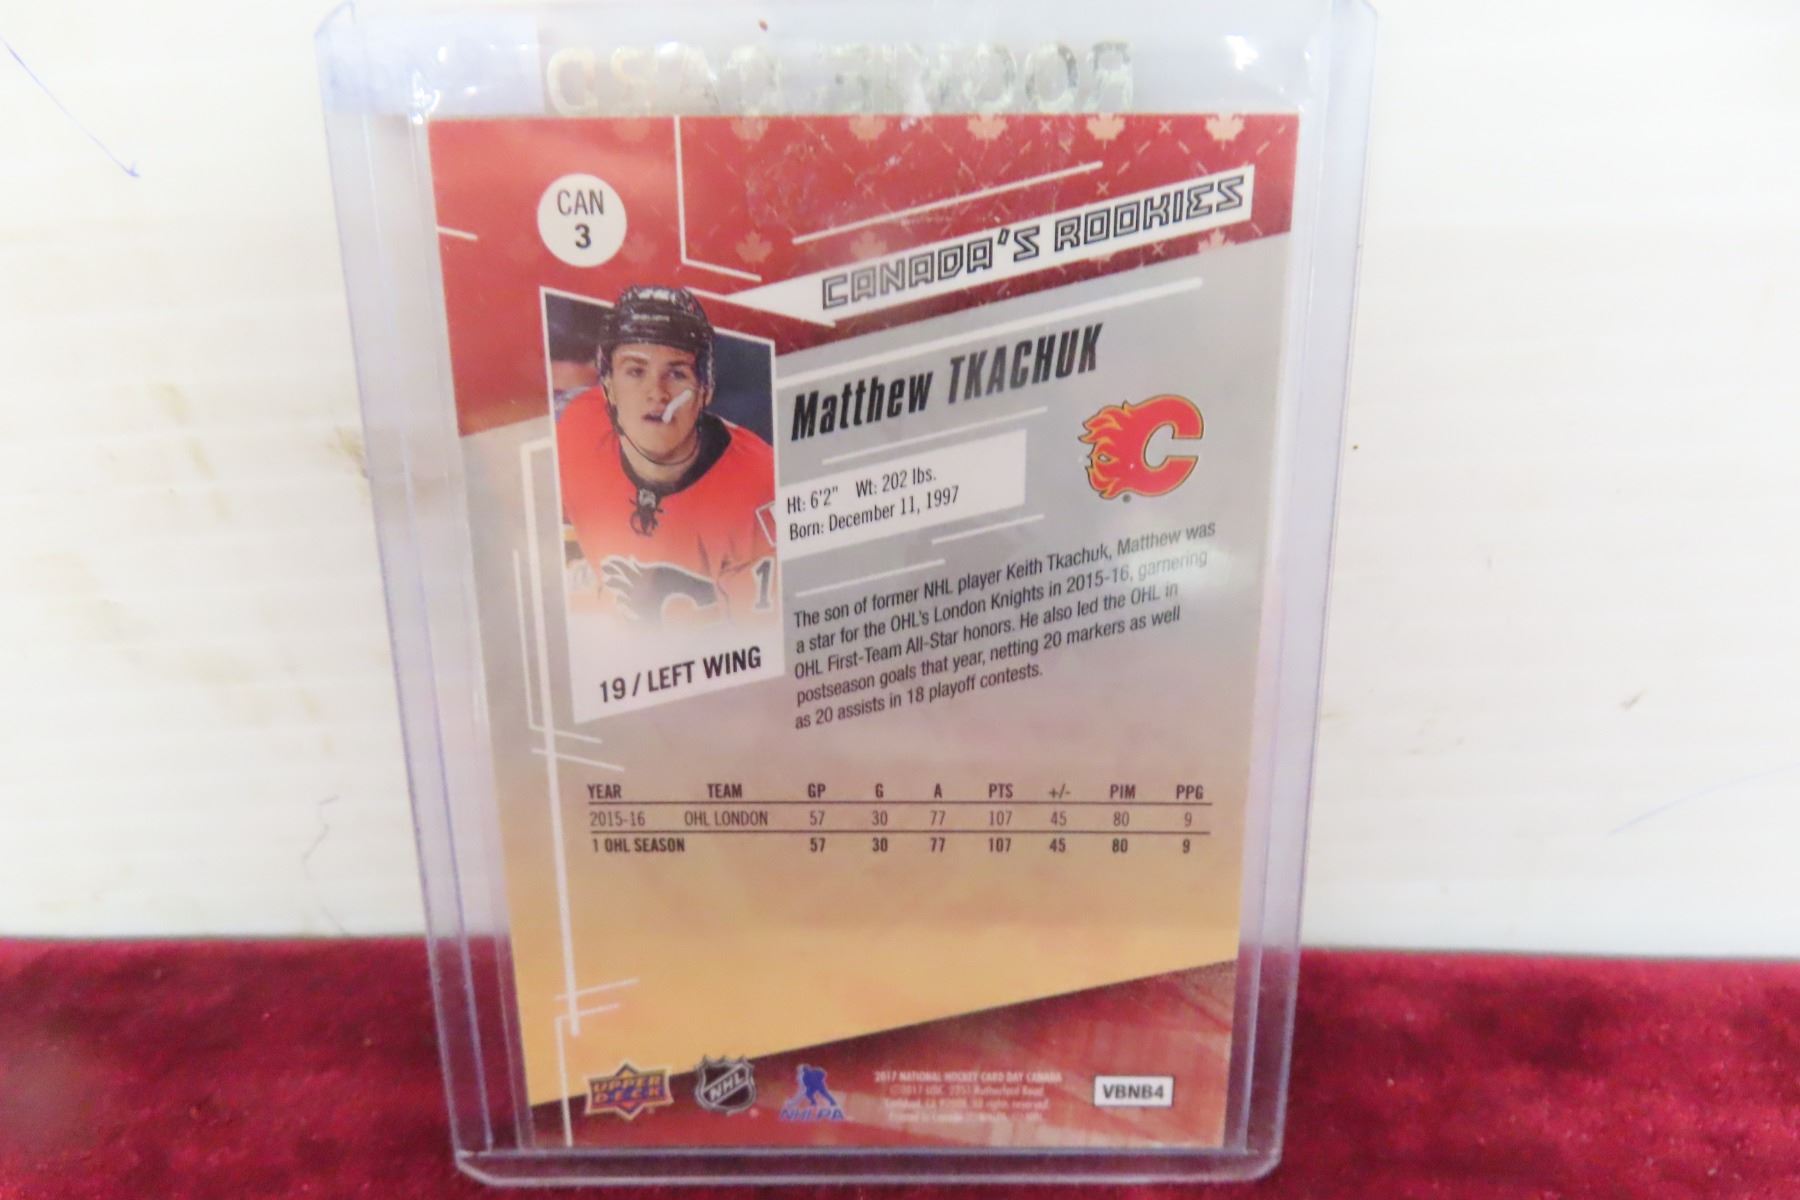 ROOKIE CARD
CAN
3
CANADA'S ROOKIES
Matthew TKACHUK
Ht: 6'2" Wt: 202 lbs.
Born: December 11, 1997
19 / LEFT WING
The son of former NHL player Keith Tkachuk, Matthew was
a star for the OHL's London Knights in 2015-16, garnering
OHL First-Team All-Star honors. He also led the OHL in
postseason goals that year, netting 20 markers as well
as 20 assists in 18 playoff contests.
YEAR TEAM GP G A PTS +/- PIM PPG
2015-16 OHL LONDON 57 30 77 107 45 80 9
1 OHL SEASON 57 30 77 107 45 80 9
UPPER DECK
NHL
NHLPA
2017 NATIONAL HOCKEY CARD DAY CANADA
VBNB4